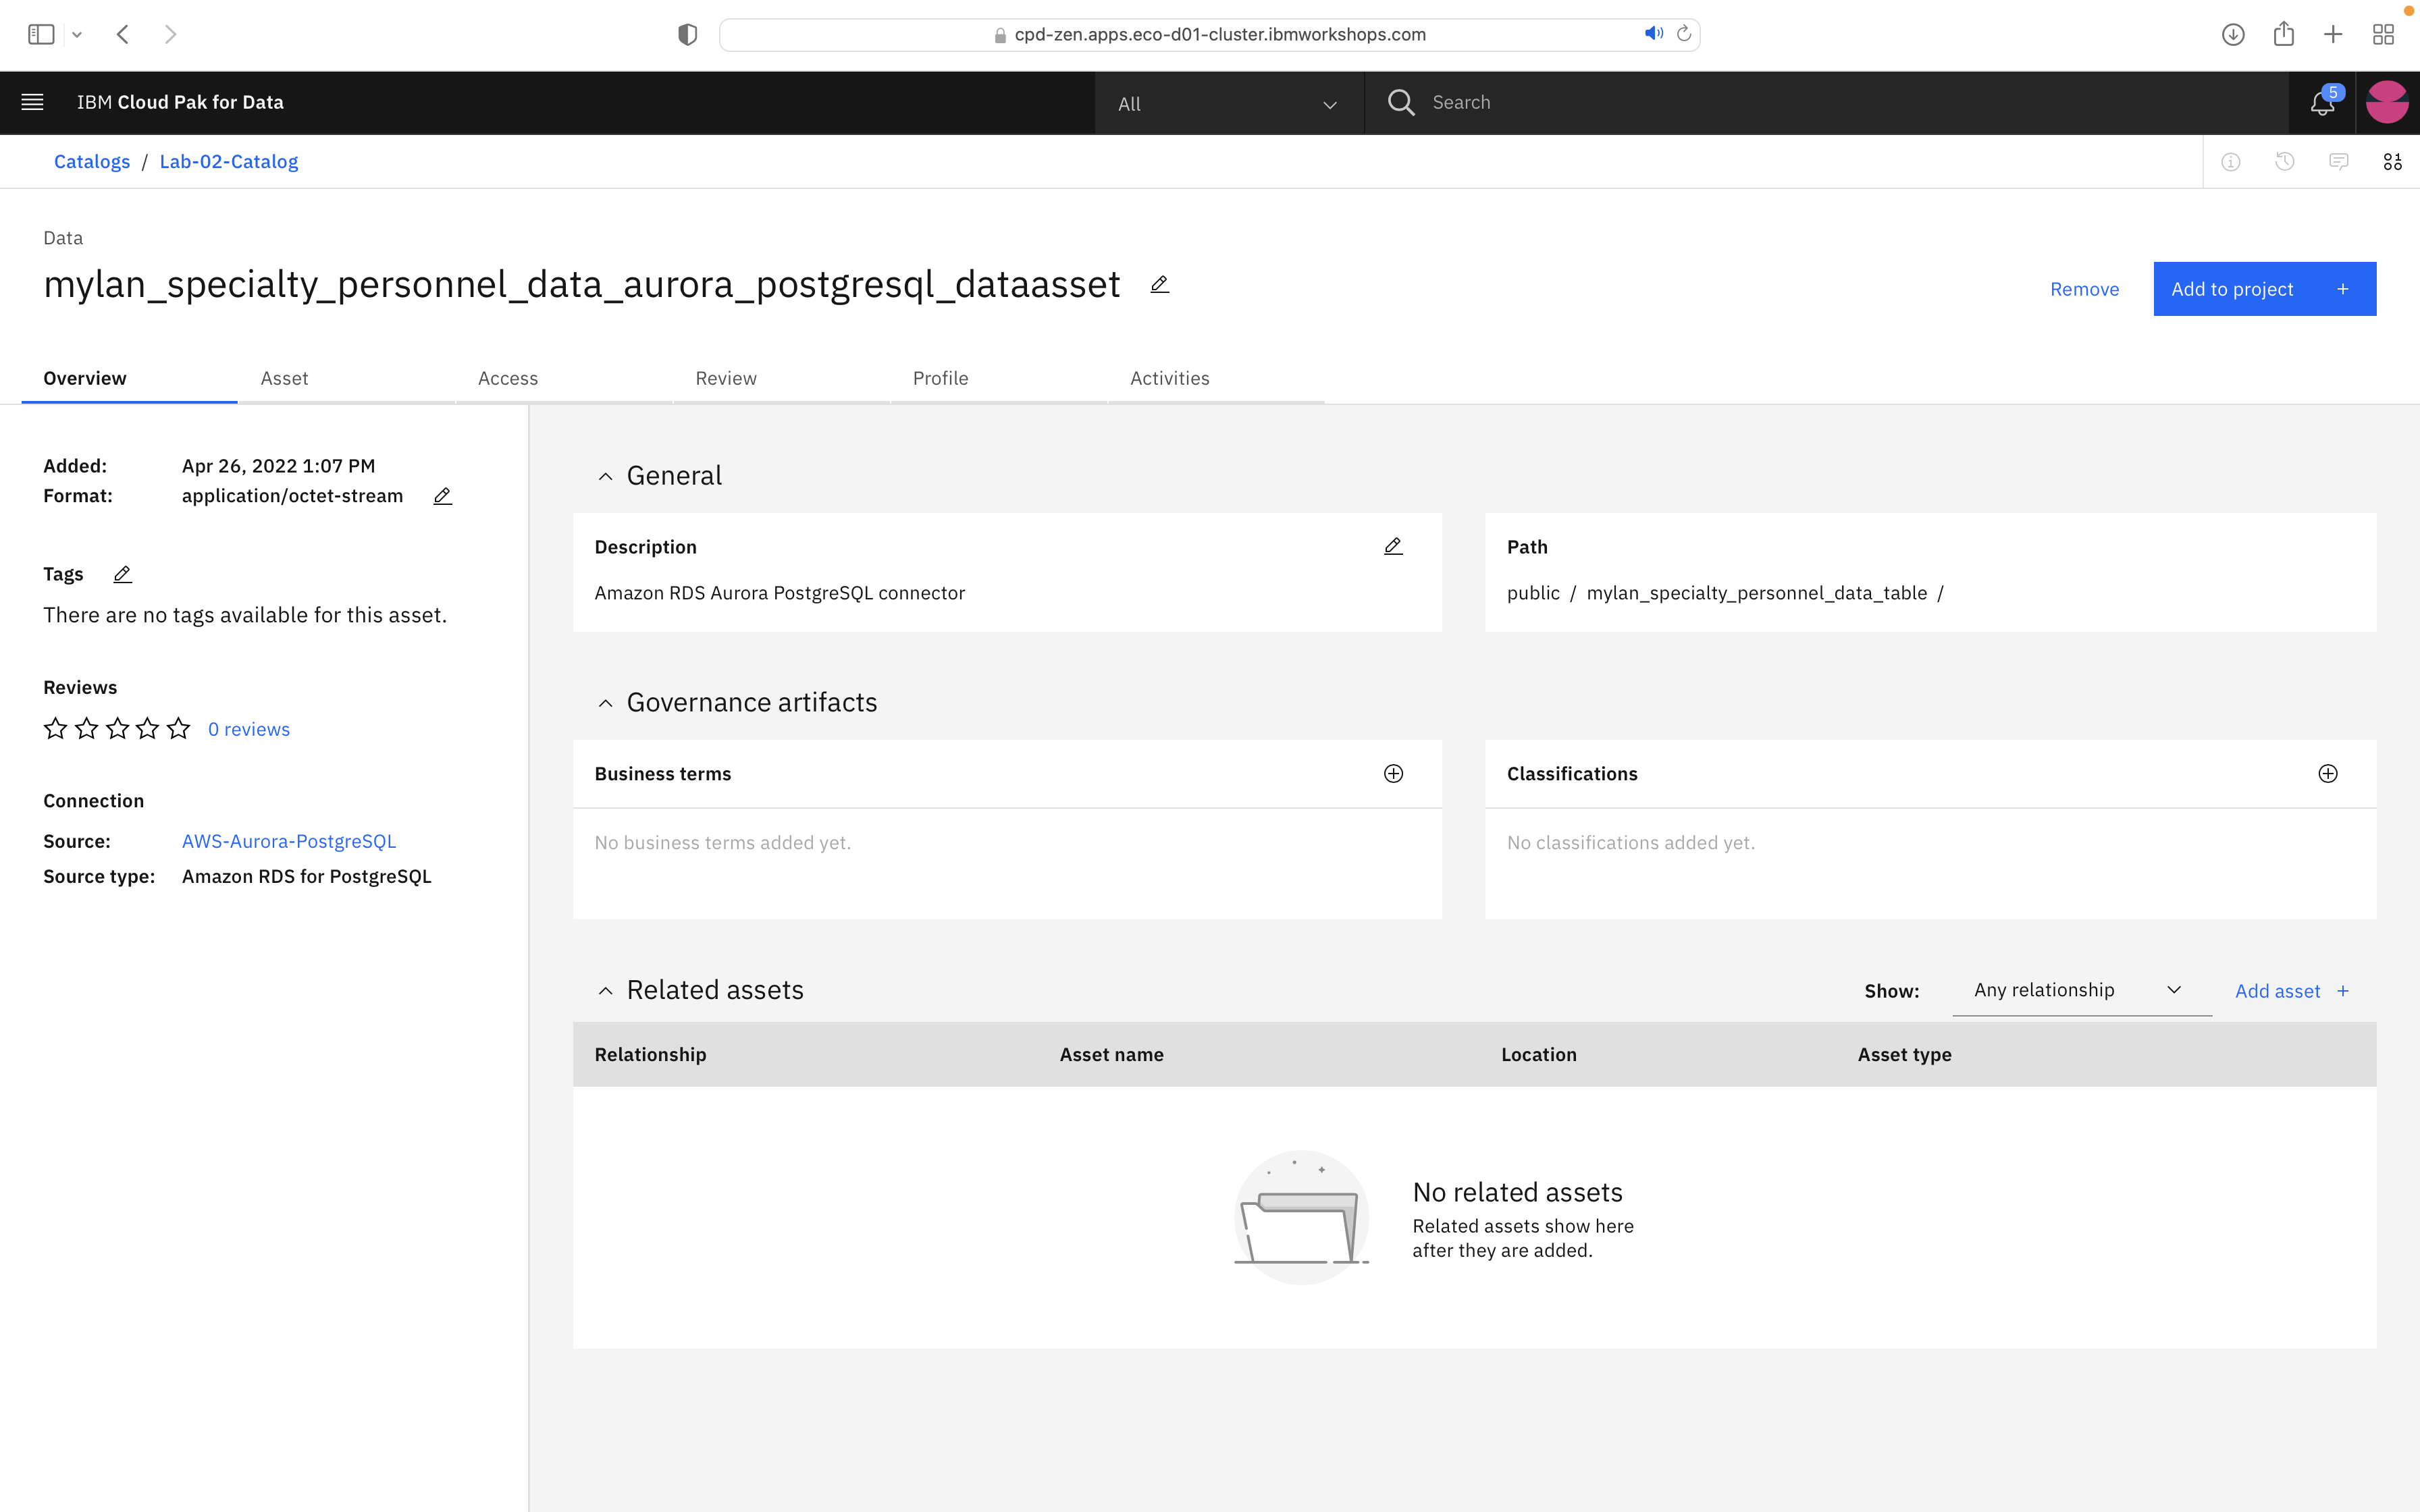 cpd-zen.apps.eco-d01-cluster.ibmworkshops.com
IBM Cloud Pak for Data
All
Search
5
Catalogs / Lab-02-Catalog
Data
mylan_specialty_personnel_data_aurora_postgresql_dataasset
Remove
Add to project +
Overview
Asset
Access
Review
Profile
Activities
Added: Apr 26, 2022 1:07 PM
Format: application/octet-stream
Tags
There are no tags available for this asset.
Reviews
0 reviews
Connection
Source: AWS-Aurora-PostgreSQL
Source type: Amazon RDS for PostgreSQL
General
Description
Amazon RDS Aurora PostgreSQL connector
Path
public / mylan_specialty_personnel_data_table /
Governance artifacts
Business terms
No business terms added yet.
Classifications
No classifications added yet.
Related assets
Show: Any relationship
Add asset +
Relationship Asset name Location Asset type
No related assets
Related assets show here
after they are added.